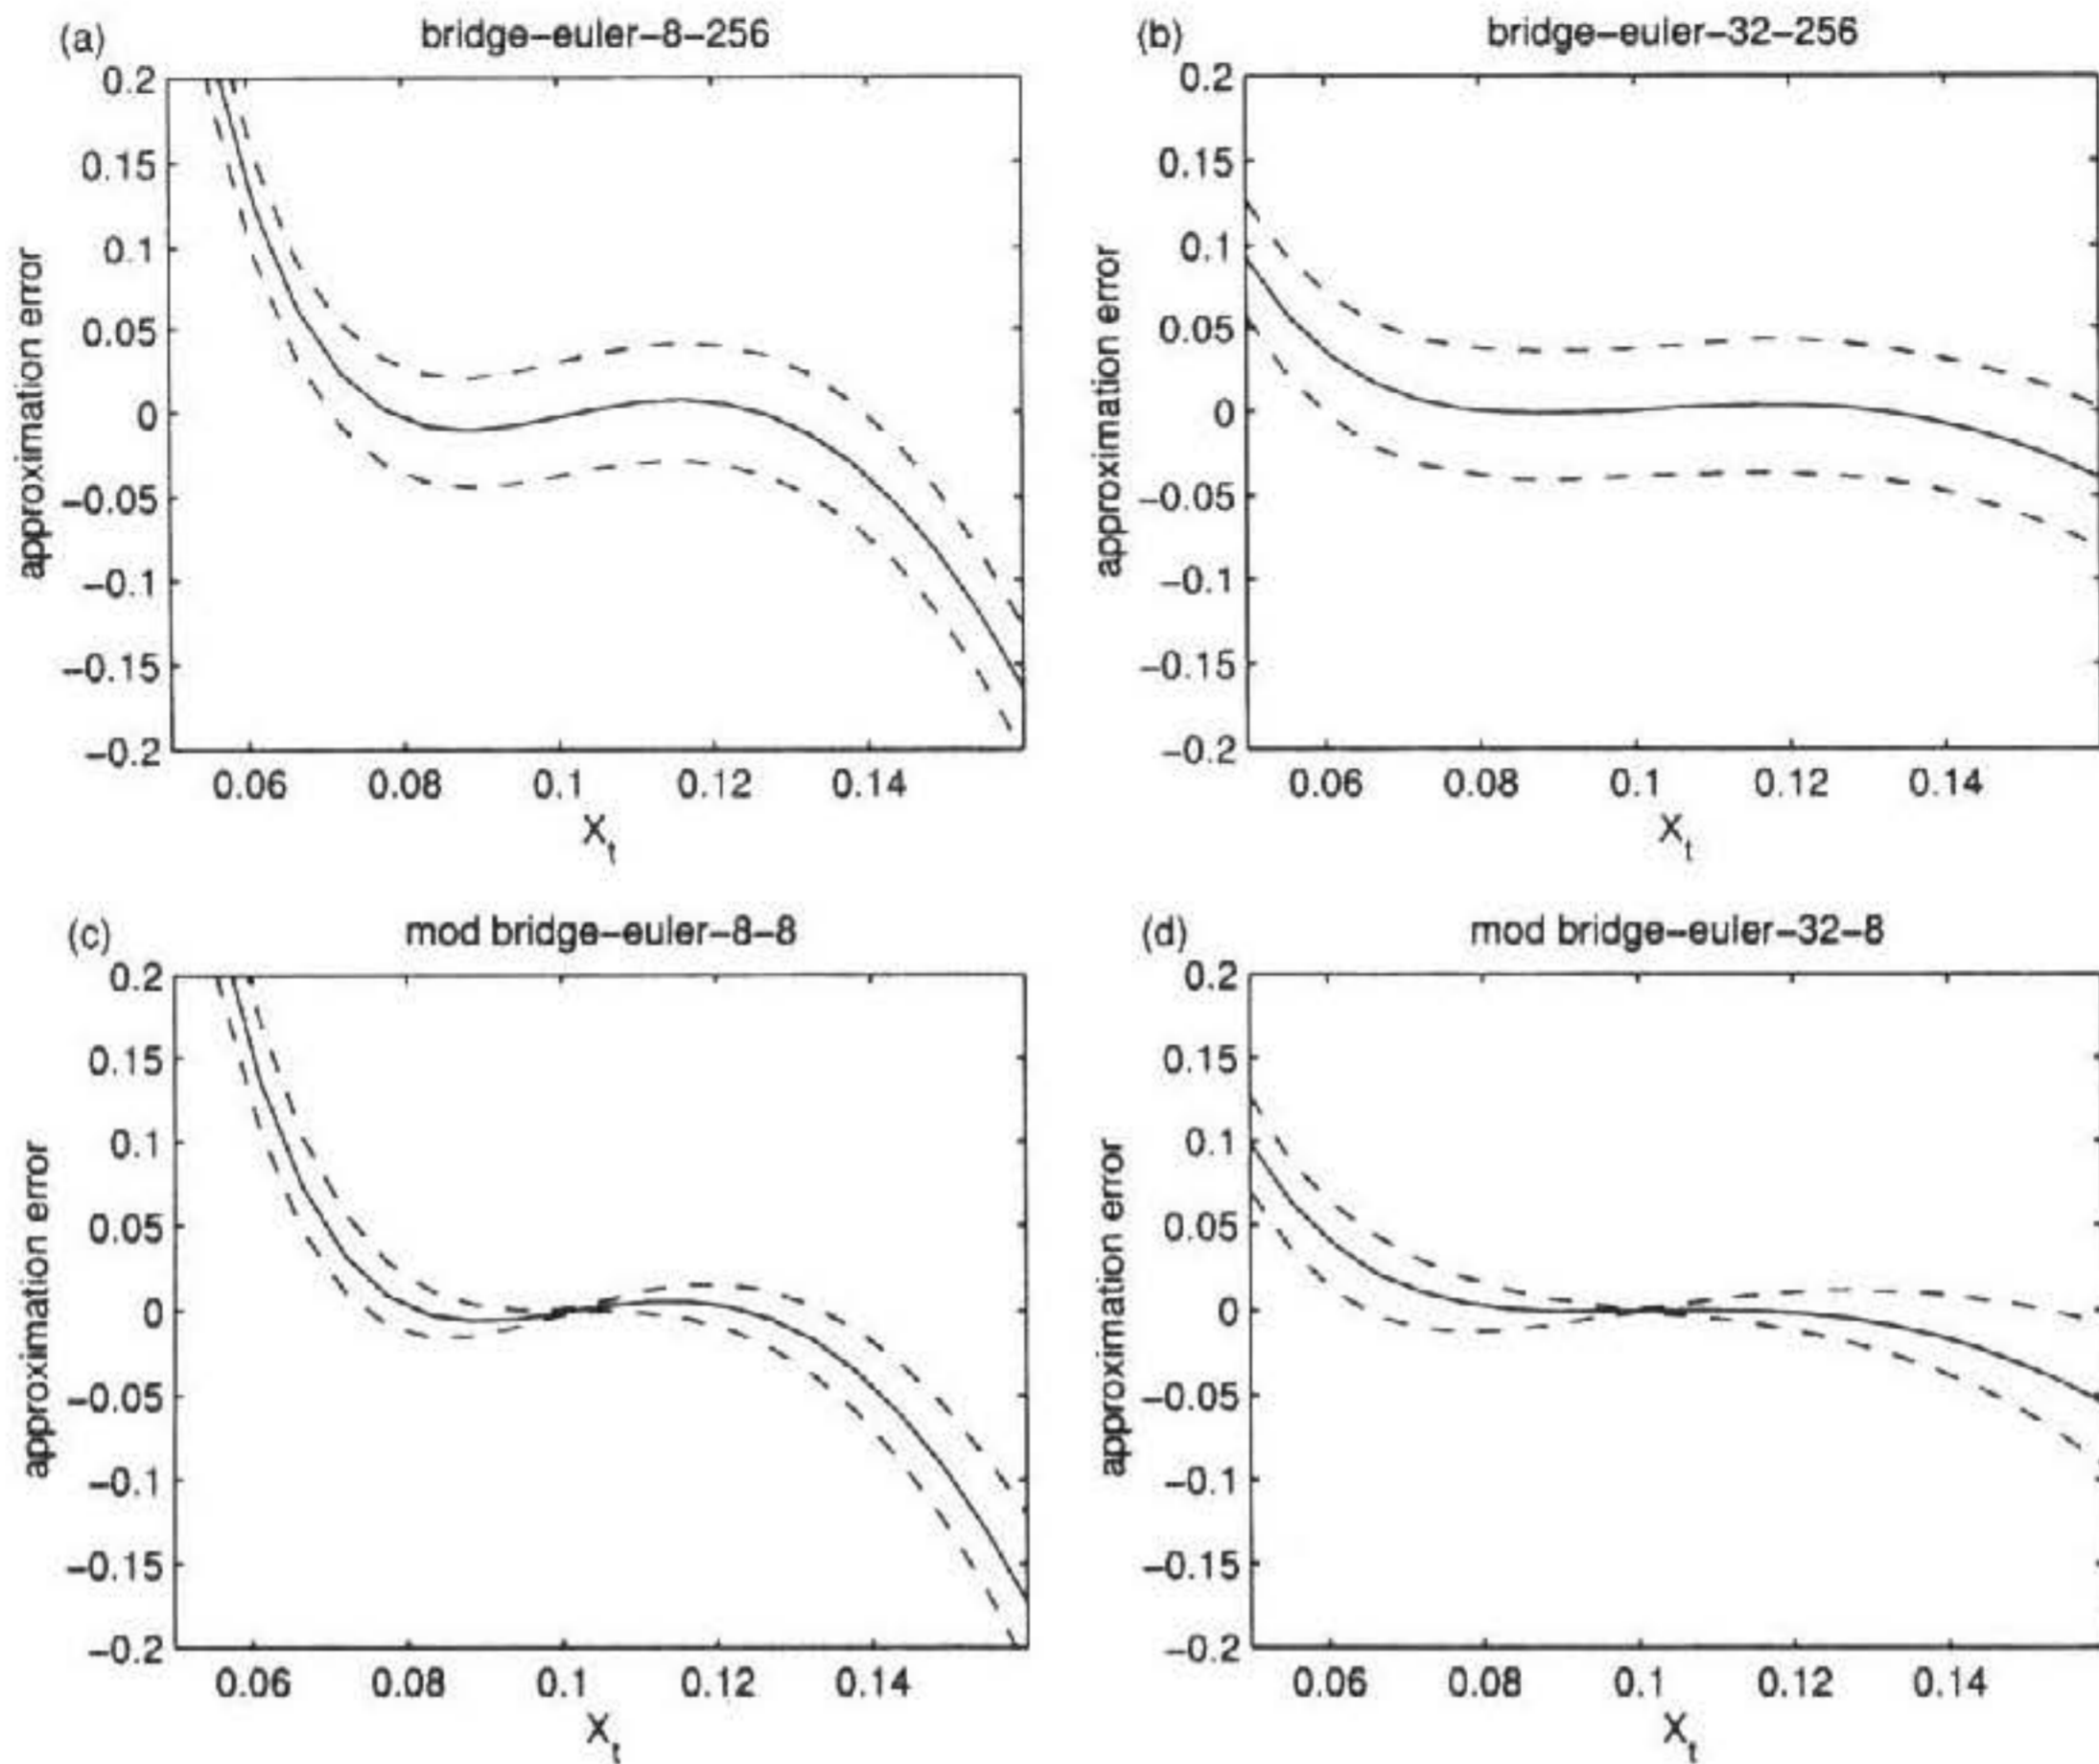 (a) bridge-euler-8-256
0.2
0.15
0.1
0.05
0
-0.05
-0.1
-0.15
-0.2
approximation error
0.06 0.08 0.1 0.12 0.14
Xt
(b) bridge-euler-32-256
0.2
0.15
0.1
0.05
0
-0.05
-0.1
-0.15
-0.2
approximation error
0.06 0.08 0.1 0.12 0.14
Xt
(c) mod bridge-euler-8-8
0.2
0.15
0.1
0.05
0
-0.05
-0.1
-0.15
-0.2
approximation error
0.06 0.08 0.1 0.12 0.14
Xt
(d) mod bridge-euler-32-8
0.2
0.15
0.1
0.05
0
-0.05
-0.1
-0.15
-0.2
approximation error
0.06 0.08 0.1 0.12 0.14
Xt